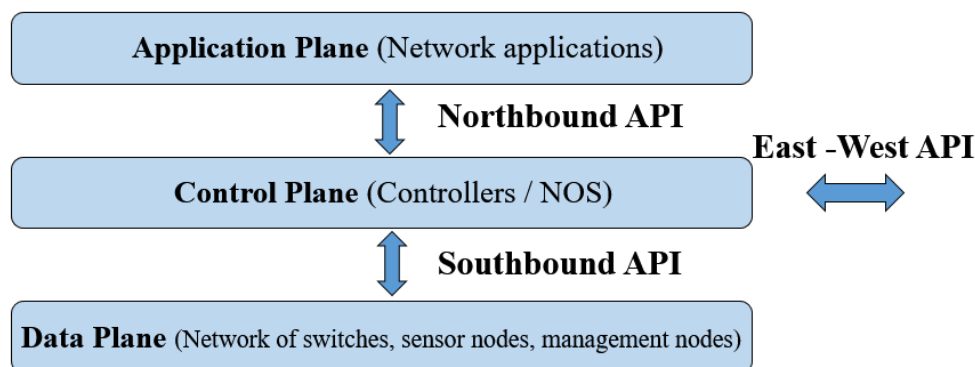 Application Plane (Network applications)
Northbound API
East -West API
Control Plane (Controllers / NOS)
Southbound API
Data Plane (Network of switches, sensor nodes, management nodes)